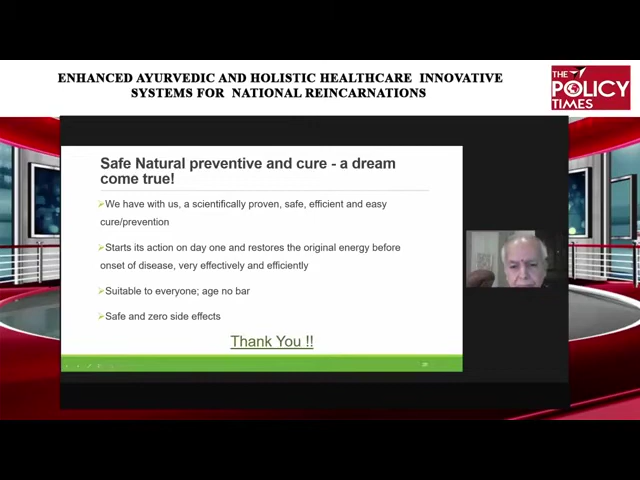 ENHANCED AYURVEDIC AND HOLISTIC HEALTHCARE INNOVATIVE
SYSTEMS FOR NATIONAL REINCARNATIONS
THE
POLICY
TIMES
Safe Natural preventive and cure - a dream
come true!
➢We have with us, a scientifically proven, safe, efficient and easy
cure/prevention
➢Starts its action on day one and restores the original energy before
onset of disease, very effectively and efficiently
➢Suitable to everyone; age no bar
➢Safe and zero side effects
Thank You !!